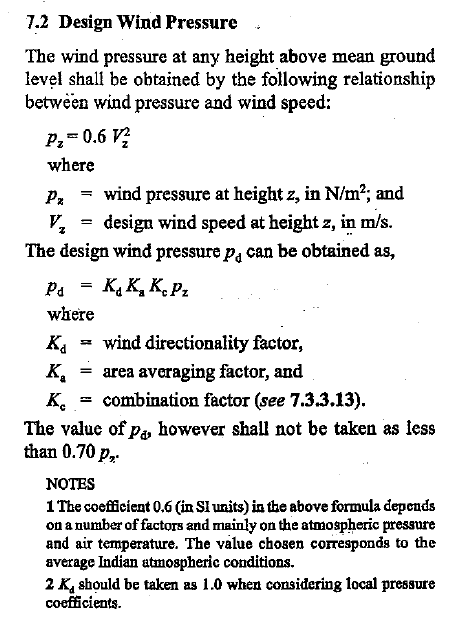 7.2 Design Wind Pressure
The wind pressure at any height above mean ground
level shall be obtained by the following relationship
between wind pressure and wind speed:
p_z = 0.6 V_z^2
where
p_z = wind pressure at height z, in N/m²; and
V_z = design wind speed at height z, in m/s.
The design wind pressure p_d can be obtained as,
p_d = K_d K_a K_c p_z
where
K_d = wind directionality factor,
K_a = area averaging factor, and
K_c = combination factor (see 7.3.3.13).
The value of p_d, however shall not be taken as less
than 0.70 p_z.
NOTES
1 The coefficient 0.6 (in SI units) in the above formula depends
on a number of factors and mainly on the atmospheric pressure
and air temperature. The value chosen corresponds to the
average Indian atmospheric conditions.
2 K_d should be taken as 1.0 when considering local pressure
coefficients.